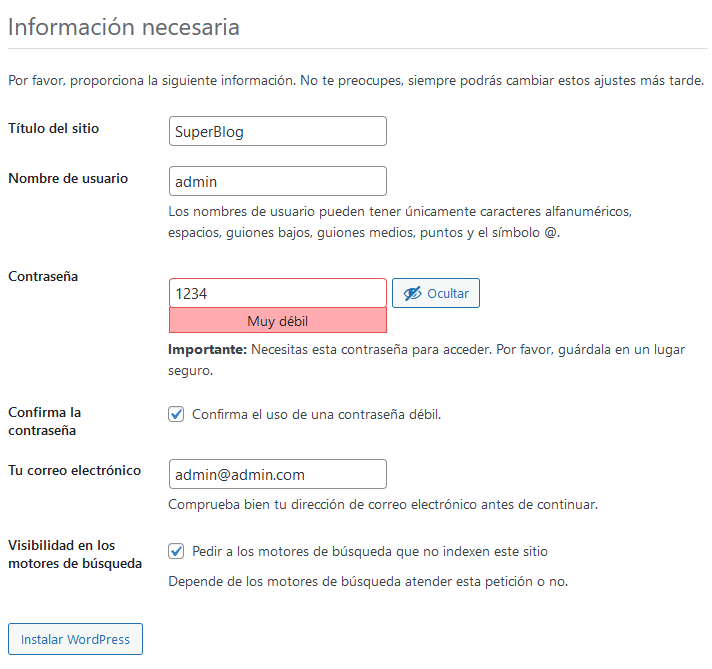 Información necesaria
Por favor, proporciona la siguiente información. No te preocupes, siempre podrás cambiar estos ajustes más tarde.
Título del sitio
SuperBlog
Nombre de usuario
admin
Los nombres de usuario pueden tener únicamente caracteres alfanuméricos,
espacios, guiones bajos, guiones medios, puntos y el símbolo @.
Contraseña
1234
Ocultar
Muy débil
Importante: Necesitas esta contraseña para acceder. Por favor, guárdala en un lugar
seguro.
Confirma la
contraseña
Confirma el uso de una contraseña débil.
Tu correo electrónico
admin@admin.com
Comprueba bien tu dirección de correo electrónico antes de continuar.
Visibilidad en los
motores de búsqueda
Pedir a los motores de búsqueda que no indexen este sitio
Depende de los motores de búsqueda atender esta petición o no.
Instalar WordPress